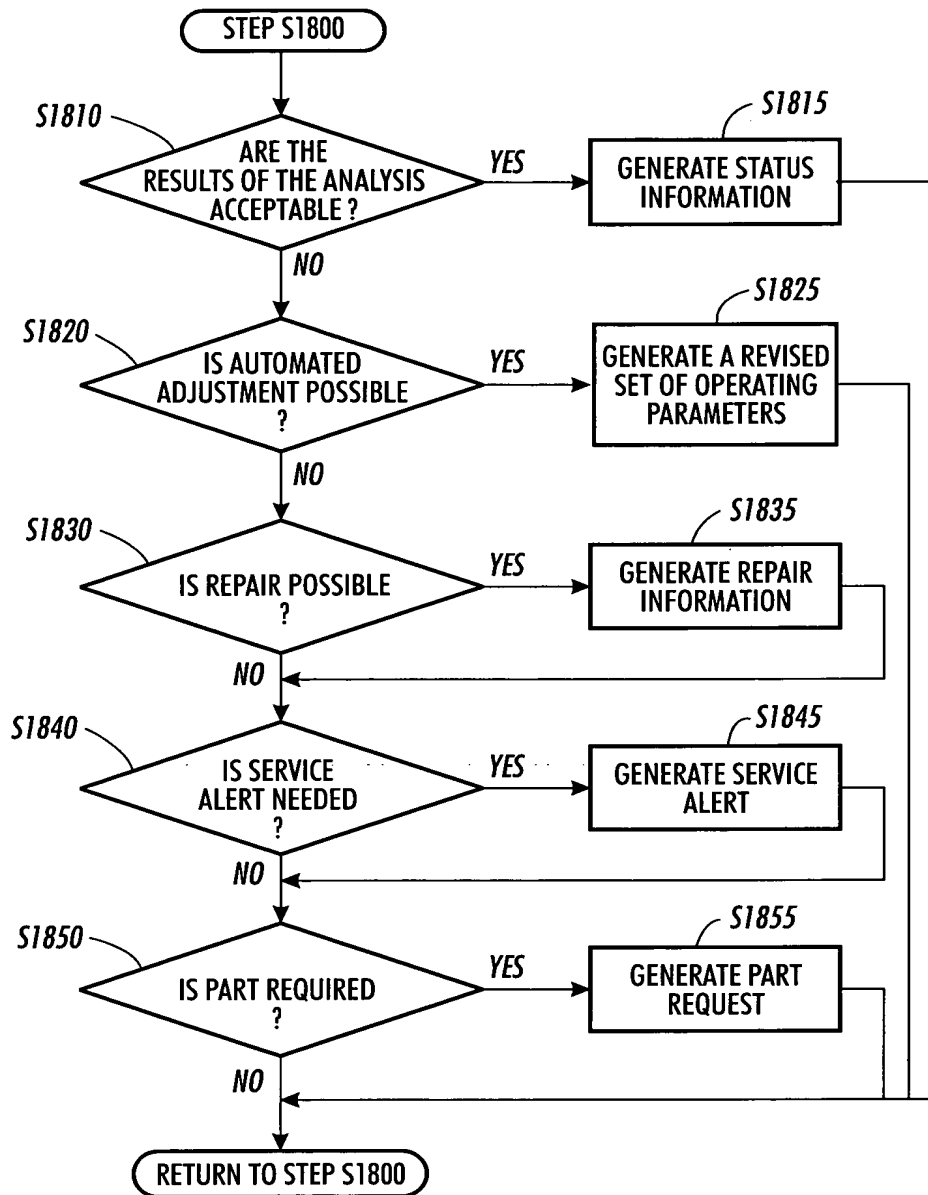 STEP S1800
S1810
ARE THE
RESULTS OF THE ANALYSIS
ACCEPTABLE ?
YES
S1815
GENERATE STATUS
INFORMATION
NO
S1820
IS AUTOMATED
ADJUSTMENT POSSIBLE
?
YES
S1825
GENERATE A REVISED
SET OF OPERATING
PARAMETERS
NO
S1830
IS REPAIR POSSIBLE
?
YES
S1835
GENERATE REPAIR
INFORMATION
NO
S1840
IS SERVICE
ALERT NEEDED
?
YES
S1845
GENERATE SERVICE
ALERT
NO
S1850
IS PART REQUIRED
?
YES
S1855
GENERATE PART
REQUEST
NO
RETURN TO STEP S1800